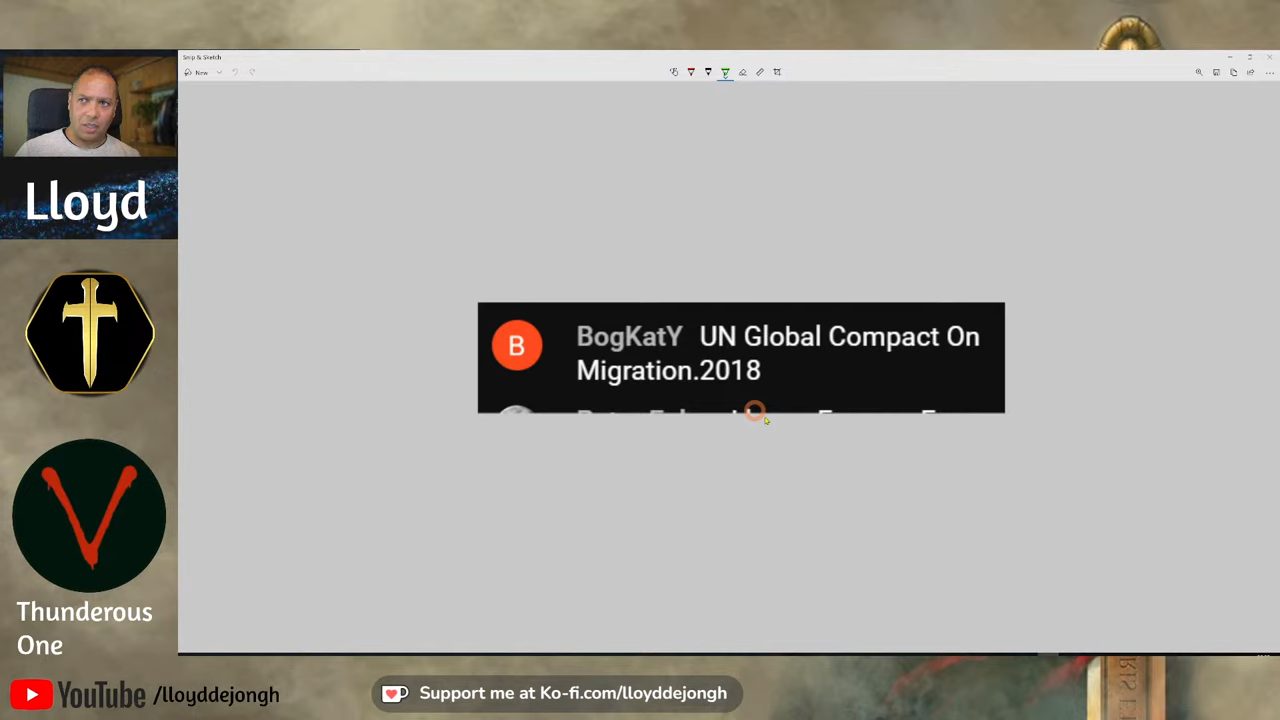 Snip & Sketch
New
Lloyd
B
BogKatY UN Global Compact On
Migration.2018
V
Thunderous
One
YouTube /lloyddejongh
Support me at Ko-fi.com/lloyddejongh